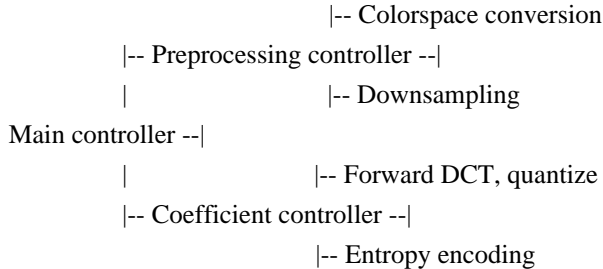 |-- Colorspace conversion
|-- Preprocessing controller --|
| |-- Downsampling
Main controller --|
| |-- Forward DCT, quantize
|-- Coefficient controller --|
|-- Entropy encoding